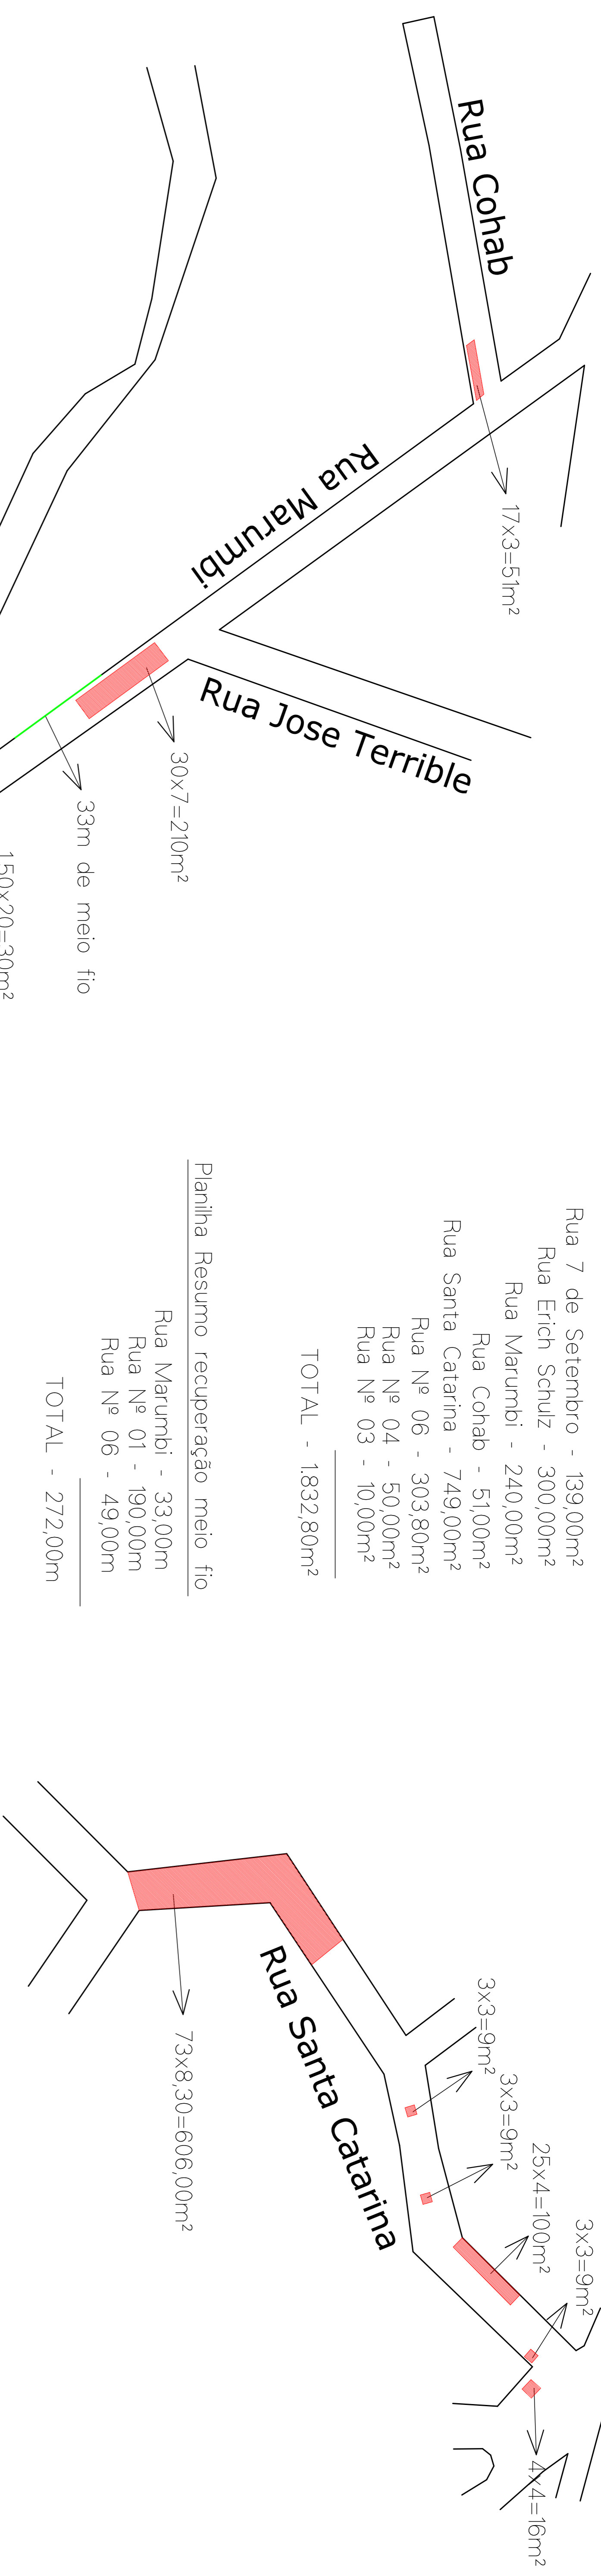 Rua Cohab
17x3=51m²
Rua Marumbi
Rua Jose Terrible
30x7=210m²
33m de meio fio
150x20=30m²
Rua 7 de Setembro - 139,00m²
Rua Erich Schulz - 300,00m²
Rua Marumbi - 240,00m²
Rua Cohab - 51,00m²
Rua Santa Catarina - 749,00m²
Rua Nº 06 - 303,80m²
Rua Nº 04 - 50,00m²
Rua Nº 03 - 10,00m²
TOTAL - 1.832,80m²
Planilha Resumo recuperação meio fio
Rua Marumbi - 33,00m
Rua Nº 01 - 190,00m
Rua Nº 06 - 49,00m
TOTAL - 272,00m
3x3=9m²
25x4=100m²
3x3=9m²
3x3=9m²
4x4=16m²
Rua Santa Catarina
73x8,30=606,00m²